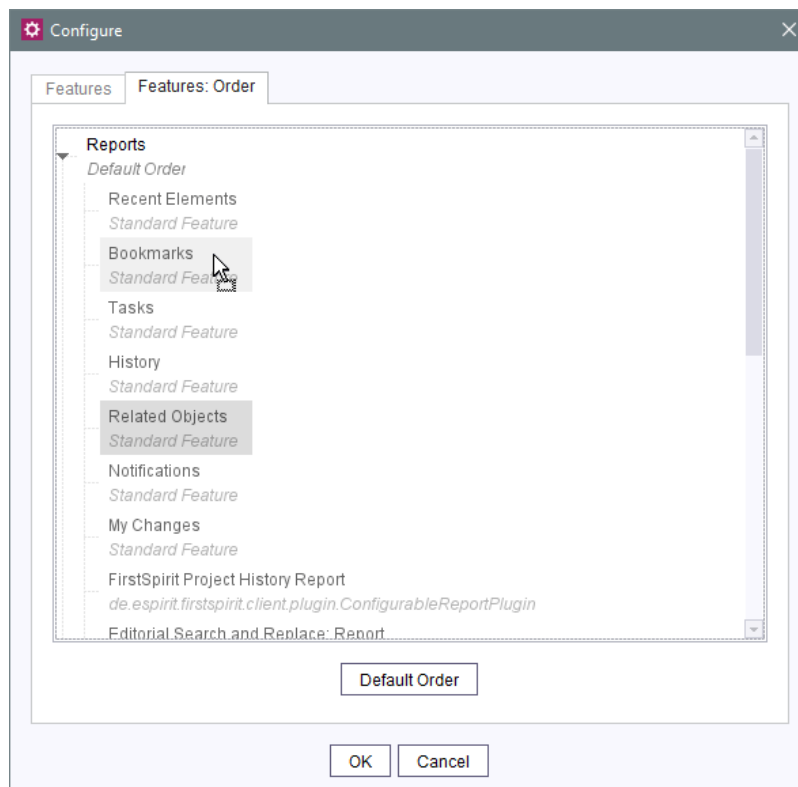 Configure
Features
Features: Order
Reports
Default Order
Recent Elements
Standard Feature
Bookmarks
Standard Feature
Tasks
Standard Feature
History
Standard Feature
Related Objects
Standard Feature
Notifications
Standard Feature
My Changes
Standard Feature
FirstSpirit Project History Report
de.espirit.firstspirit.client.plugin.ConfigurableReportPlugin
Editorial Search and Replace: Report
Default Order
OK
Cancel